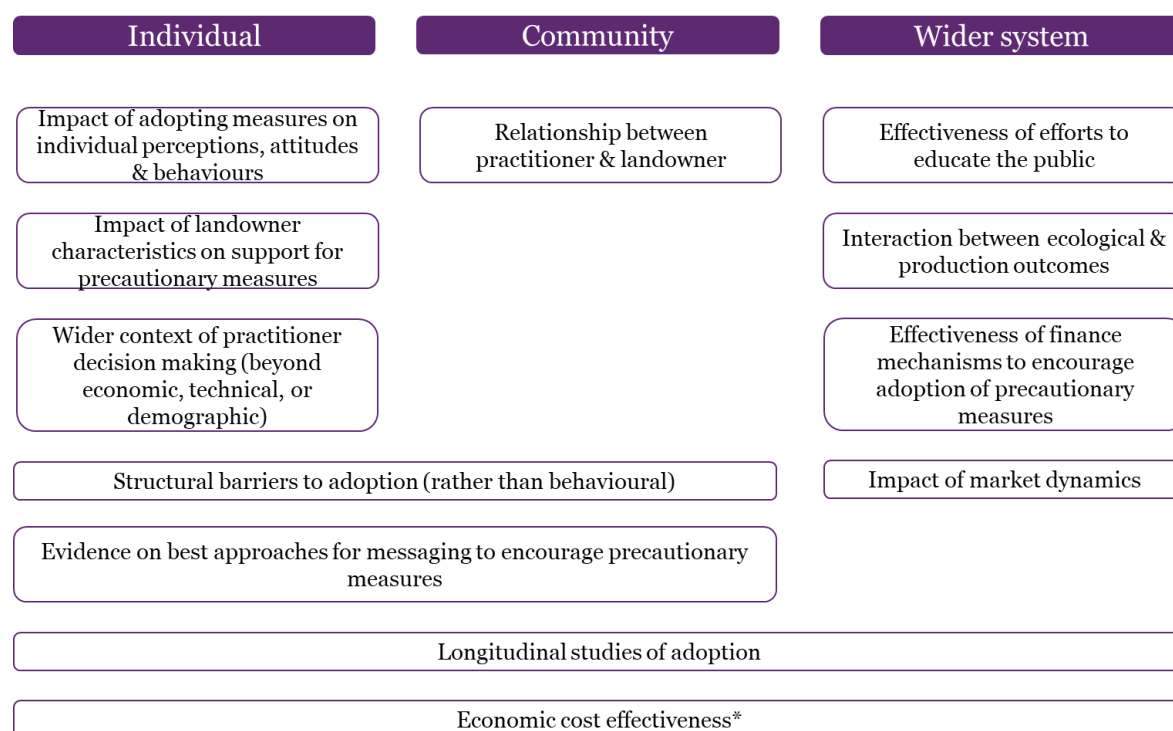 Individual
Community
Wider system
Impact of adopting measures on
individual perceptions, attitudes
& behaviours
Relationship between
practitioner & landowner
Effectiveness of efforts to
educate the public
Impact of landowner
characteristics on support for
precautionary measures
Interaction between ecological &
production outcomes
Wider context of practitioner
decision making (beyond
economic, technical, or
demographic)
Effectiveness of finance
mechanisms to encourage
adoption of precautionary
measures
Structural barriers to adoption (rather than behavioural)
Impact of market dynamics
Evidence on best approaches for messaging to encourage precautionary
measures
Longitudinal studies of adoption
Economic cost effectiveness*